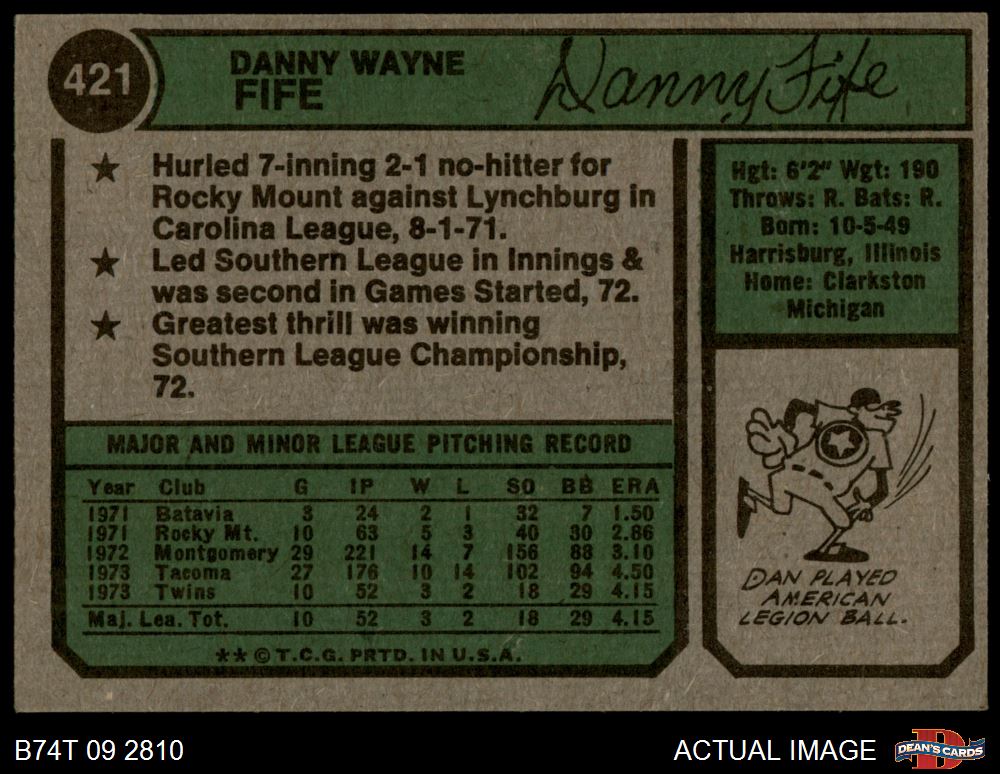 421
DANNY WAYNE
FIFE
Danny Fife
★ Hurled 7-inning 2-1 no-hitter for
Rocky Mount against Lynchburg in
Carolina League, 8-1-71.
★ Led Southern League in Innings &
was second in Games Started, 72.
★ Greatest thrill was winning
Southern League Championship,
72.
Hgt: 6'2" Wgt: 190
Throws: R. Bats: R.
Born: 10-5-49
Harrisburg, Illinois
Home: Clarkston
Michigan
MAJOR AND MINOR LEAGUE PITCHING RECORD
Year Club G IP W L SO BB ERA
1971 Batavia 3 24 2 1 32 7 1.50
1971 Rocky Mt. 10 63 5 3 40 30 2.86
1972 Montgomery 29 221 14 7 156 88 3.10
1973 Tacoma 27 176 10 14 102 94 4.50
1973 Twins 10 52 3 2 18 29 4.15
Maj. Lea. Tot. 10 52 3 2 18 29 4.15
** © T.C.G. PRTD. IN U.S.A.
DAN PLAYED
AMERICAN
LEGION BALL.
B74T 09 2810
ACTUAL IMAGE
DEAN'S CARDS